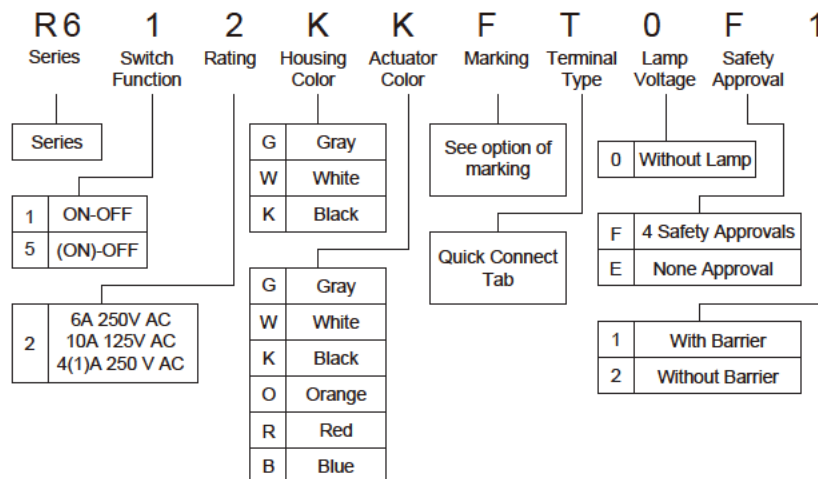 R6 1 2 K K F T 0 F 1
Series Switch Rating Housing Actuator Marking Terminal Lamp Safety
Function Color Color Type Voltage Approval
Series
1 ON-OFF
5 (ON)-OFF
2 6A 250V AC
10A 125V AC
4(1)A 250 V AC
G Gray
W White
K Black
G Gray
W White
K Black
O Orange
R Red
B Blue
See option of
marking
Quick Connect
Tab
0 Without Lamp
F 4 Safety Approvals
E None Approval
1 With Barrier
2 Without Barrier